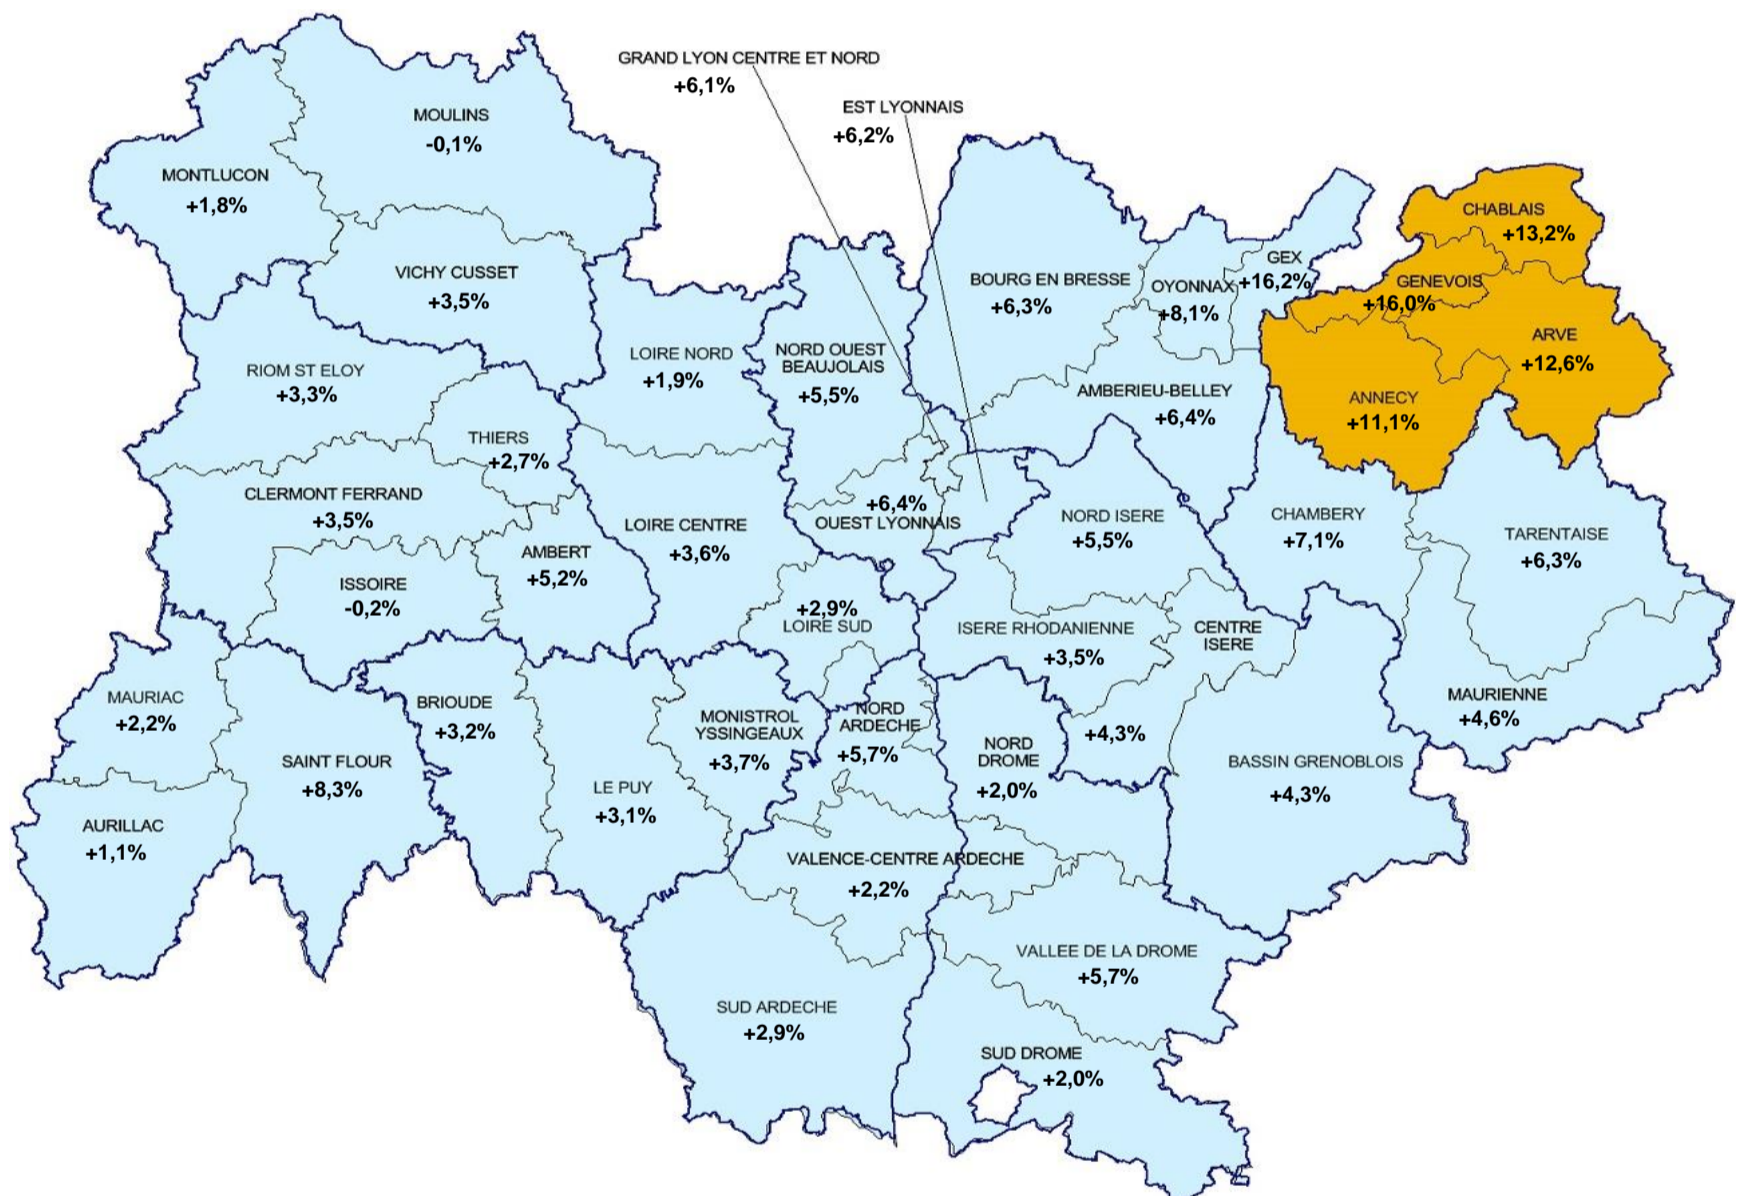 GRAND LYON CENTRE ET NORD
+6,1%
EST LYONNAIS
+6,2%
MOULINS
-0,1%
MONTLUCON
+1,8%
VICHY CUSSET
+3,5%
BOURG EN BRESSE
+6,3%
OYONNAX
+8,1%
GEX
+16,2%
CHABLAIS
+13,2%
GENEVOIS
+16,0%
ARVE
+12,6%
ANNECY
+11,1%
RIOM ST ELOY
+3,3%
LOIRE NORD
+1,9%
NORD OUEST
BEAUJOLAIS
+5,5%
AMBERIEU-BELLEY
+6,4%
THIERS
+2,7%
CLERMONT FERRAND
+3,5%
LOIRE CENTRE
+3,6%
+6,4%
OUEST LYONNAIS
NORD ISERE
+5,5%
CHAMBERY
+7,1%
TARENTAISE
+6,3%
AMBERT
+5,2%
ISSOIRE
-0,2%
+2,9%
LOIRE SUD
ISERE RHODANIENNE
+3,5%
CENTRE
ISERE
+4,3%
MAURIENNE
+4,6%
MAURIAC
+2,2%
BRIOUDE
+3,2%
MONISTROL
YSSINGEAUX
+3,7%
NORD
ARDECHE
+5,7%
NORD
DROME
+2,0%
BASSIN GRENOBLOIS
+4,3%
SAINT FLOUR
+8,3%
LE PUY
+3,1%
AURILLAC
+1,1%
VALENCE-CENTRE ARDECHE
+2,2%
VALLEE DE LA DROME
+5,7%
SUD ARDECHE
+2,9%
SUD DROME
+2,0%